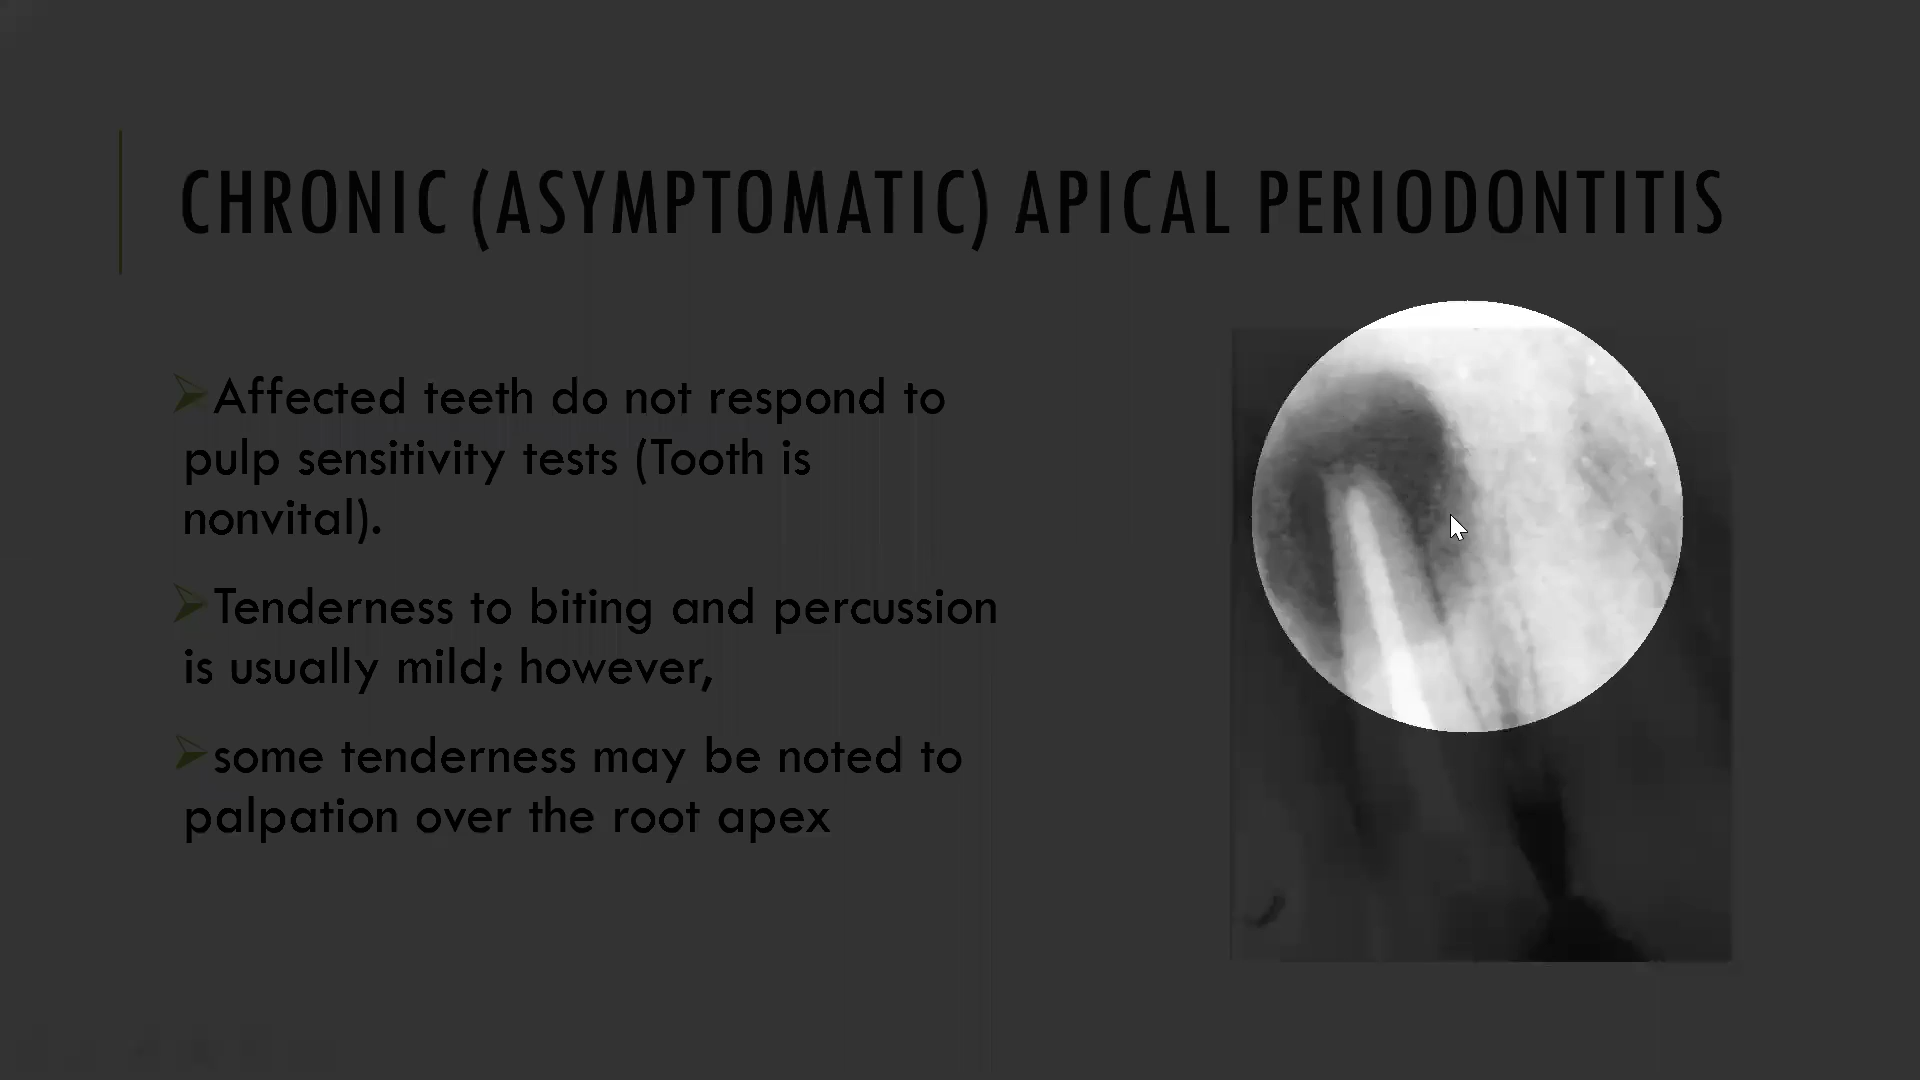 CHRONIC (ASYMPTOMATIC) APICAL PERIODONTITIS
Affected teeth do not respond to
pulp sensitivity tests (Tooth is
nonvital).
Tenderness to biting and percussion
is usually mild; however,
some tenderness may be noted to
palpation over the root apex